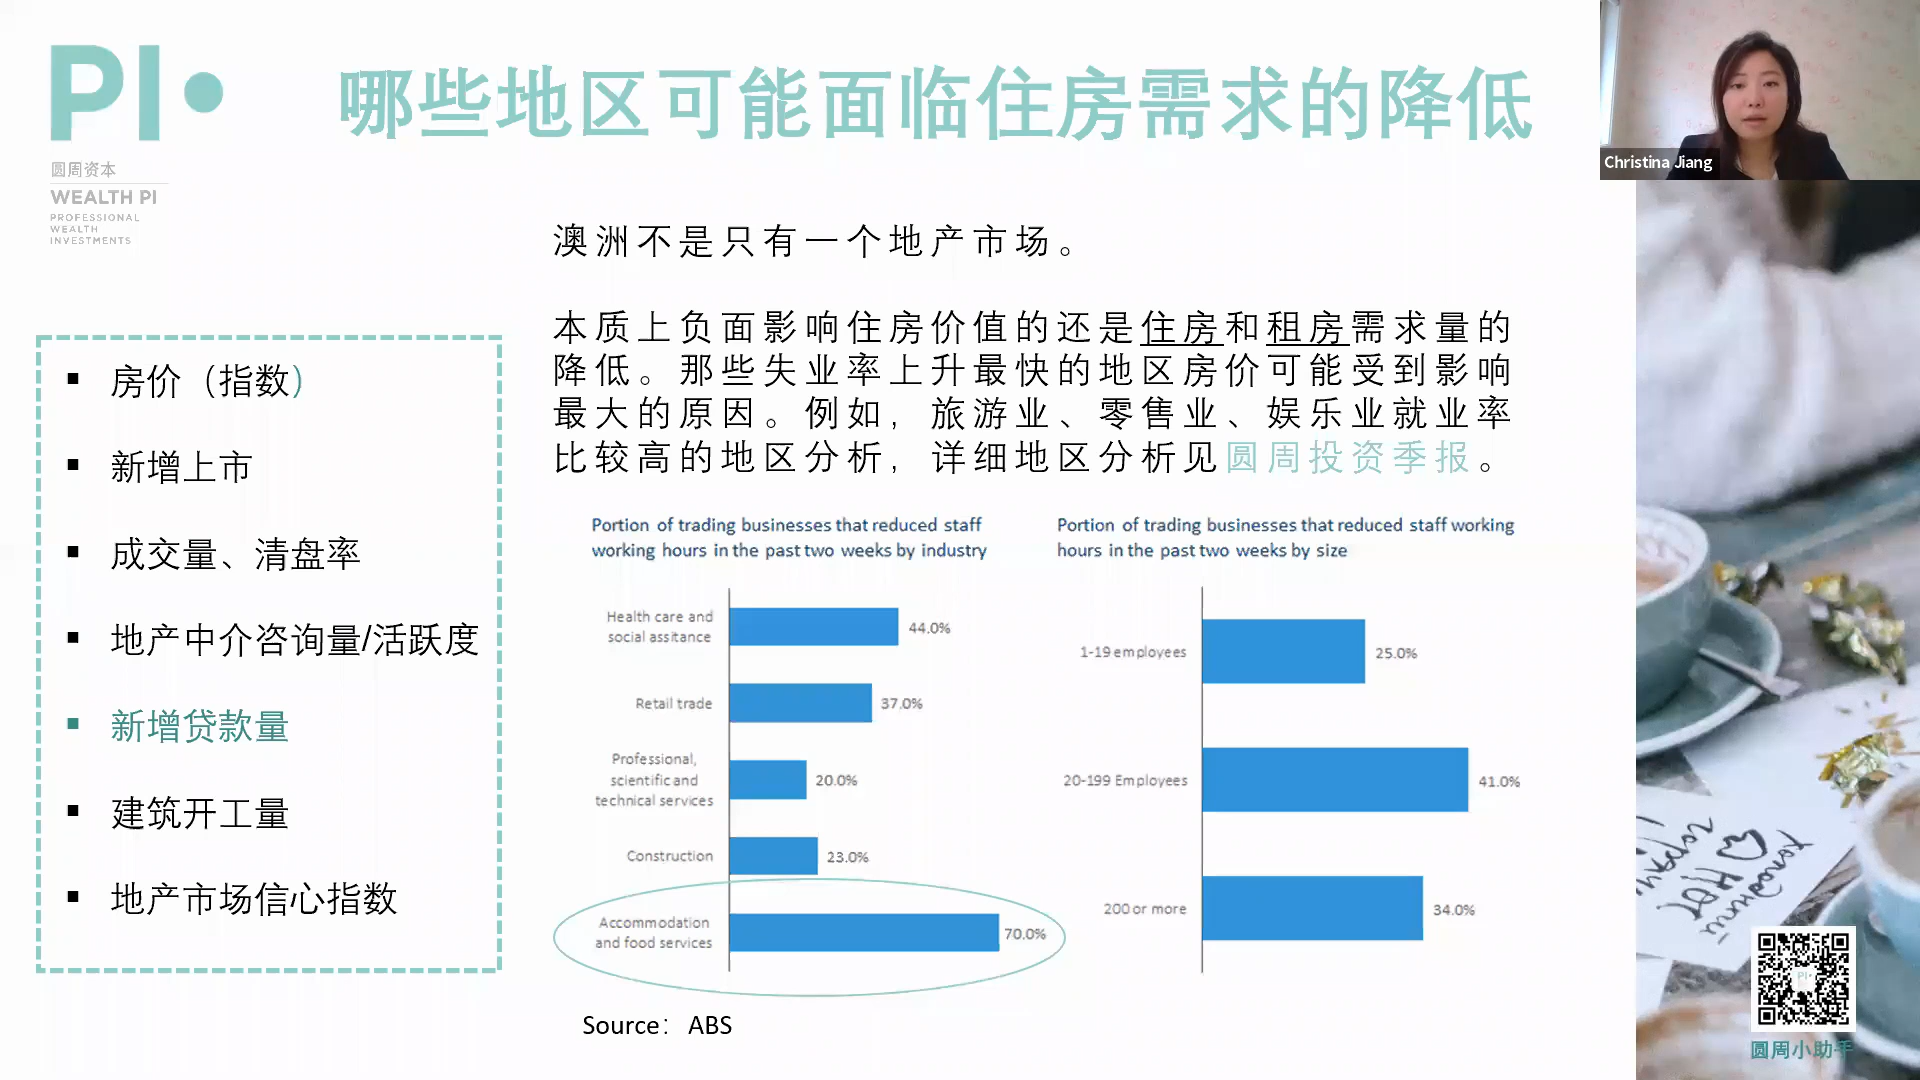 PI·
圆周资本
WEALTH PI
PROFESSIONAL
WEALTH
INVESTMENTS
哪些地区可能面临住房需求的降低
Christina Jiang
澳洲不是只有一个地产市场。
本质上负面影响住房价值的还是住房和租房需求量的
降低。那些失业率上升最快的地区房价可能受到影响
最大的原因。例如，旅游业、零售业、娱乐业就业率
比较高的地区分析，详细地区分析见圆周投资季报。
▪ 房价（指数）
▪ 新增上市
▪ 成交量、清盘率
▪ 地产中介咨询量/活跃度
▪ 新增贷款量
▪ 建筑开工量
▪ 地产市场信心指数
Portion of trading businesses that reduced staff
working hours in the past two weeks by industry
Health care and
social assitance
44.0%
Retail trade
37.0%
Professional,
scientific and
technical services
20.0%
Construction
23.0%
Accommodation
and food services
70.0%
Portion of trading businesses that reduced staff working
hours in the past two weeks by size
1-19 employees
25.0%
20-199 Employees
41.0%
200 or more
34.0%
Source： ABS
圆周小助手